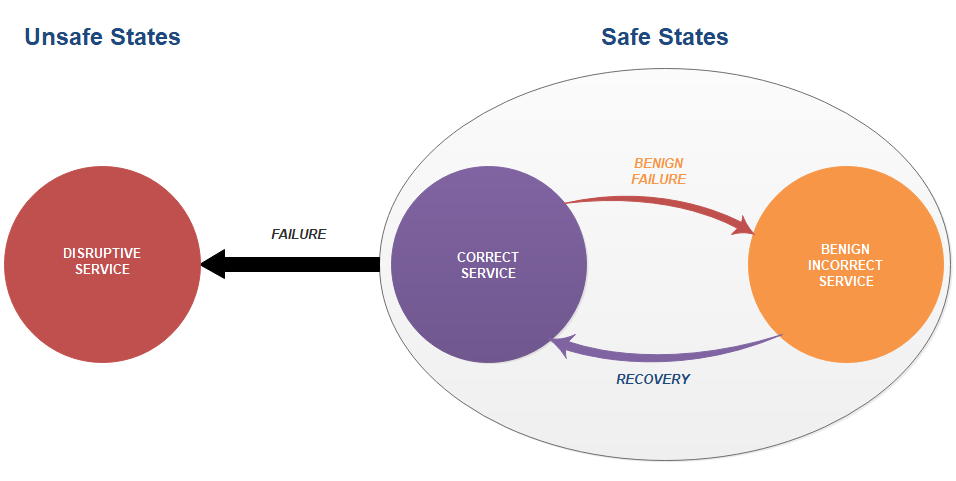 Unsafe States
Safe States
BENIGN
FAILURE
FAILURE
DISRUPTIVE
SERVICE
CORRECT
SERVICE
BENIGN
INCORRECT
SERVICE
RECOVERY